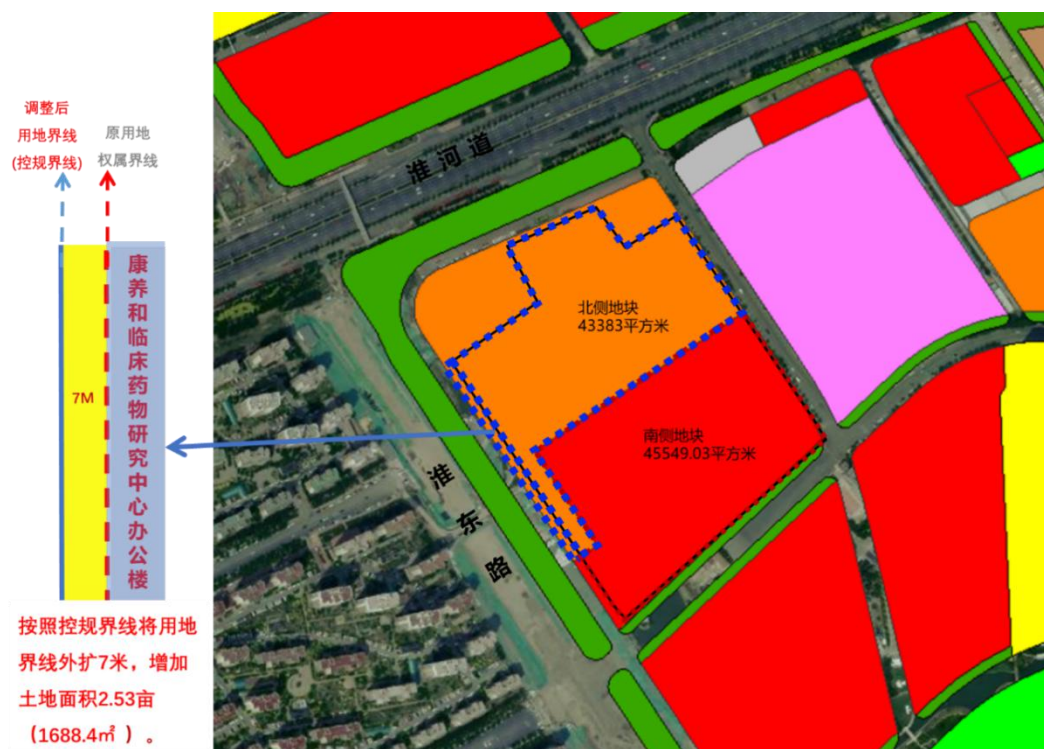 调整后
用地界线
(控规界线)
原用地
权属界线
7M
康养和临床药物研究中心办公楼
按照控规界线将用地
界线外扩7米，增加
土地面积2.53亩
（1688.4㎡ ）。
淮河道
北侧地块
43383平方米
南侧地块
45549.03平方米
淮东路